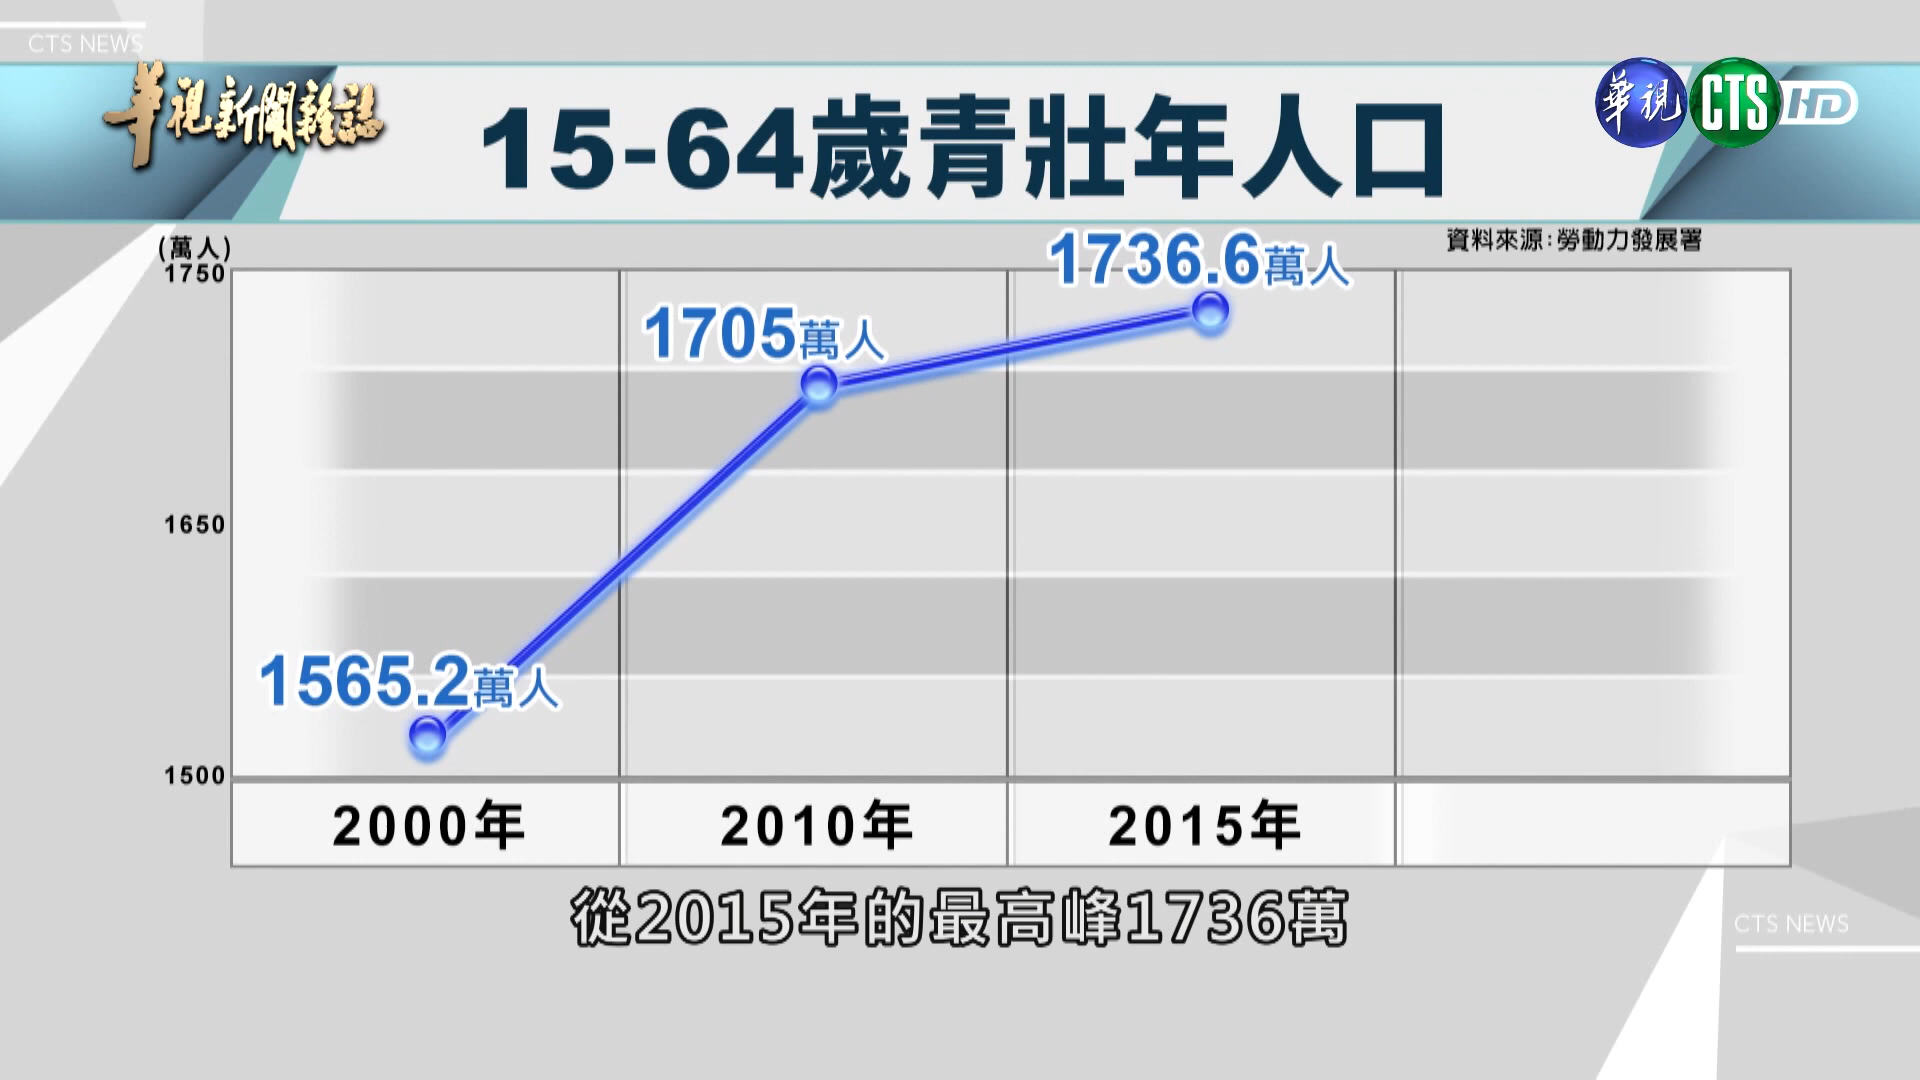 CTS NEWS
華視新聞雜誌
15-64歲青壯年人口
華視 CTS HD
資料來源:勞動力發展署
(萬人)
1750
1736.6萬人
1705萬人
1650
1565.2萬人
1500
2000年 2010年 2015年
從2015年的最高峰1736萬
CTS NEWS